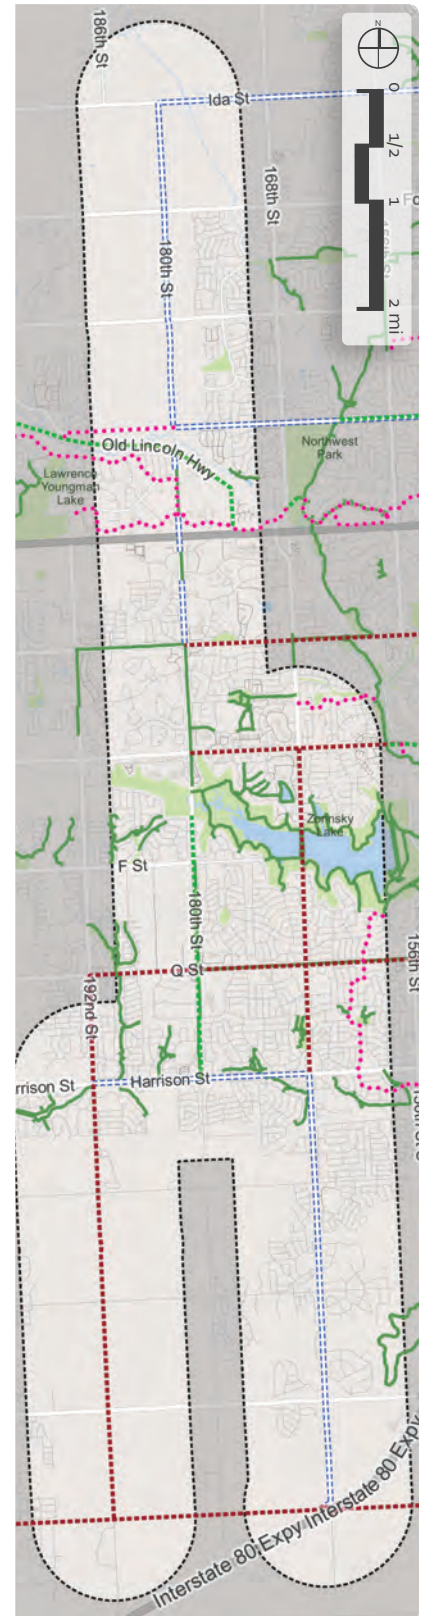 186th St
N
0
1/2
1
2 mi
Ida St
168th St
180th St
Old Lincoln Hwy
Northwest
Park
Lawrence
Youngman
Lake
Zorinsky
Lake
F St
180th St
Q St
156th St
192nd St
rrison St
Harrison St
Interstate 80 Expy Interstate 80 Expy